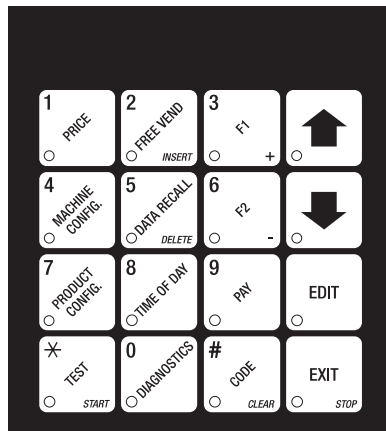 1
PRICE
2
FREE VEND
INSERT
3
F1
+
4
MACHINE
CONFIG.
5
DATA RECALL
DELETE
6
F2
-
7
PRODUCT
CONFIG.
8
TIME OF DAY
9
PAY
EDIT
*
TEST
START
0
DIAGNOSTICS
#
CODE
CLEAR
EXIT
STOP